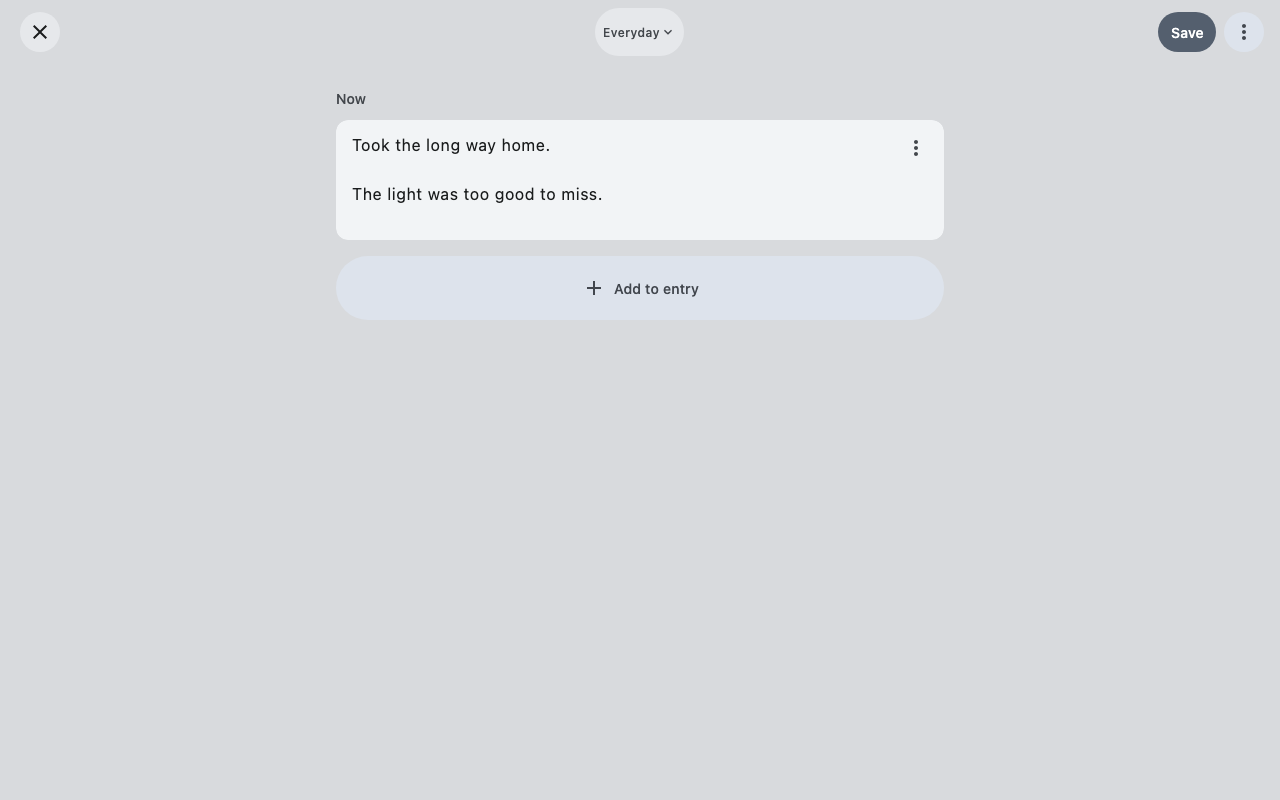 Everyday
Save
Now
Took the long way home.
The light was too good to miss.
Add to entry